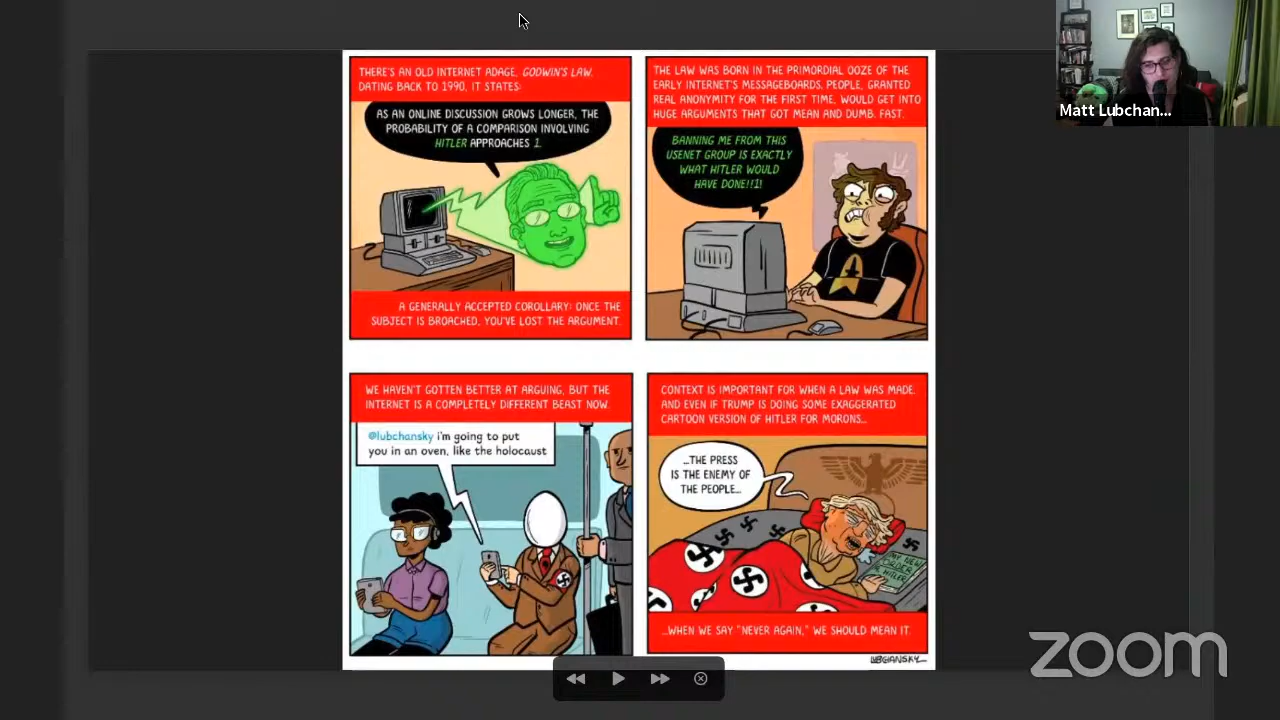 THERE'S AN OLD INTERNET ADAGE, GODWIN'S LAW.
DATING BACK TO 1990, IT STATES:
AS AN ONLINE DISCUSSION GROWS LONGER, THE
PROBABILITY OF A COMPARISON INVOLVING
HITLER APPROACHES 1.
A GENERALLY ACCEPTED COROLLARY: ONCE THE
SUBJECT IS BROACHED, YOU'VE LOST THE ARGUMENT.
THE LAW WAS BORN IN THE PRIMORDIAL OOZE OF THE
EARLY INTERNET'S MESSAGEBOARDS. PEOPLE, GRANTED
REAL ANONYMITY FOR THE FIRST TIME, WOULD GET INTO
HUGE ARGUMENTS THAT GOT MEAN AND DUMB, FAST.
BANNING ME FROM THIS
USENET GROUP IS EXACTLY
WHAT HITLER WOULD
HAVE DONE!!1!
WE HAVEN'T GOTTEN BETTER AT ARGUING, BUT THE
INTERNET IS A COMPLETELY DIFFERENT BEAST NOW.
@lubchansky i'm going to put
you in an oven, like the holocaust
CONTEXT IS IMPORTANT FOR WHEN A LAW WAS MADE.
AND EVEN IF TRUMP IS DOING SOME EXAGGERATED
CARTOON VERSION OF HITLER FOR MORONS...
...THE PRESS
IS THE ENEMY OF
THE PEOPLE...
MY NEW
ORDER
HITLER
...WHEN WE SAY "NEVER AGAIN," WE SHOULD MEAN IT.
LUBCHANSKY
Matt Lubchan...
zoom